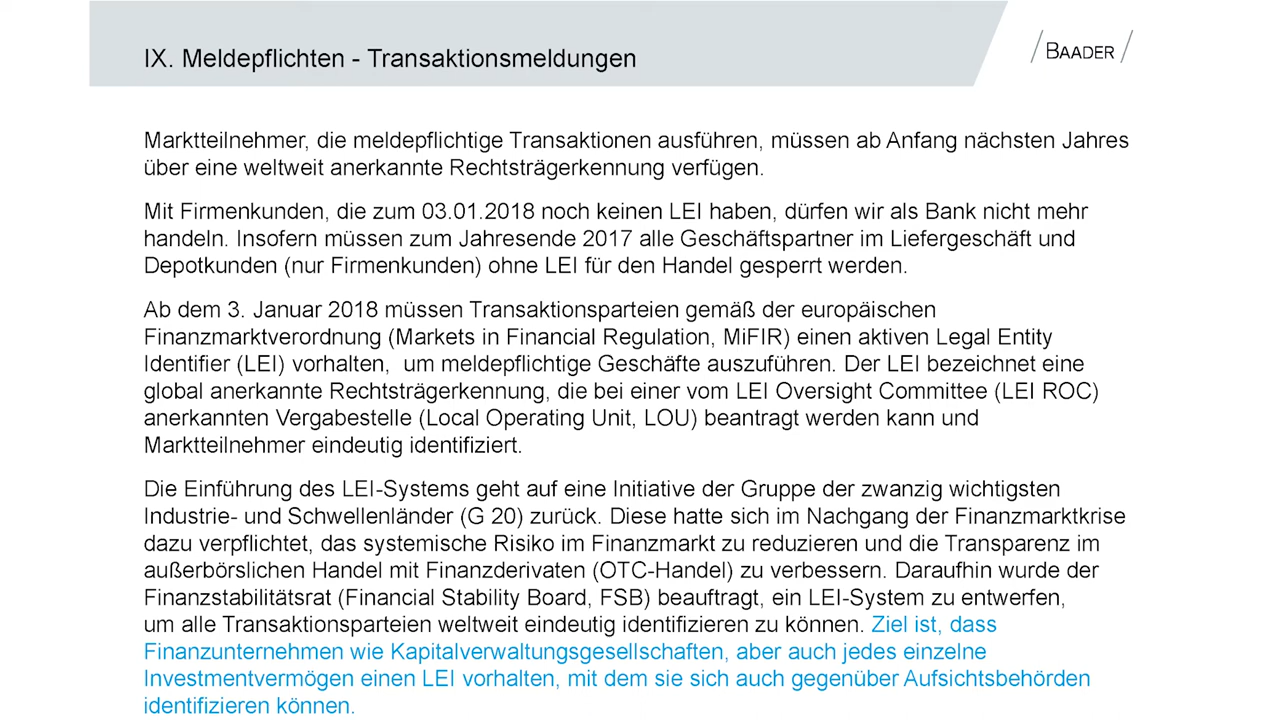 IX. Meldepflichten - Transaktionsmeldungen
/ BAADER /
Marktteilnehmer, die meldepflichtige Transaktionen ausführen, müssen ab Anfang nächsten Jahres
über eine weltweit anerkannte Rechtsträgerkennung verfügen.
Mit Firmenkunden, die zum 03.01.2018 noch keinen LEI haben, dürfen wir als Bank nicht mehr
handeln. Insofern müssen zum Jahresende 2017 alle Geschäftspartner im Liefergeschäft und
Depotkunden (nur Firmenkunden) ohne LEI für den Handel gesperrt werden.
Ab dem 3. Januar 2018 müssen Transaktionsparteien gemäß der europäischen
Finanzmarktverordnung (Markets in Financial Regulation, MiFIR) einen aktiven Legal Entity
Identifier (LEI) vorhalten, um meldepflichtige Geschäfte auszuführen. Der LEI bezeichnet eine
global anerkannte Rechtsträgerkennung, die bei einer vom LEI Oversight Committee (LEI ROC)
anerkannten Vergabestelle (Local Operating Unit, LOU) beantragt werden kann und
Marktteilnehmer eindeutig identifiziert.
Die Einführung des LEI-Systems geht auf eine Initiative der Gruppe der zwanzig wichtigsten
Industrie- und Schwellenländer (G 20) zurück. Diese hatte sich im Nachgang der Finanzmarktkrise
dazu verpflichtet, das systemische Risiko im Finanzmarkt zu reduzieren und die Transparenz im
außerbörslichen Handel mit Finanzderivaten (OTC-Handel) zu verbessern. Daraufhin wurde der
Finanzstabilitätsrat (Financial Stability Board, FSB) beauftragt, ein LEI-System zu entwerfen,
um alle Transaktionsparteien weltweit eindeutig identifizieren zu können. Ziel ist, dass
Finanzunternehmen wie Kapitalverwaltungsgesellschaften, aber auch jedes einzelne
Investmentvermögen einen LEI vorhalten, mit dem sie sich auch gegenüber Aufsichtsbehörden
identifizieren können.